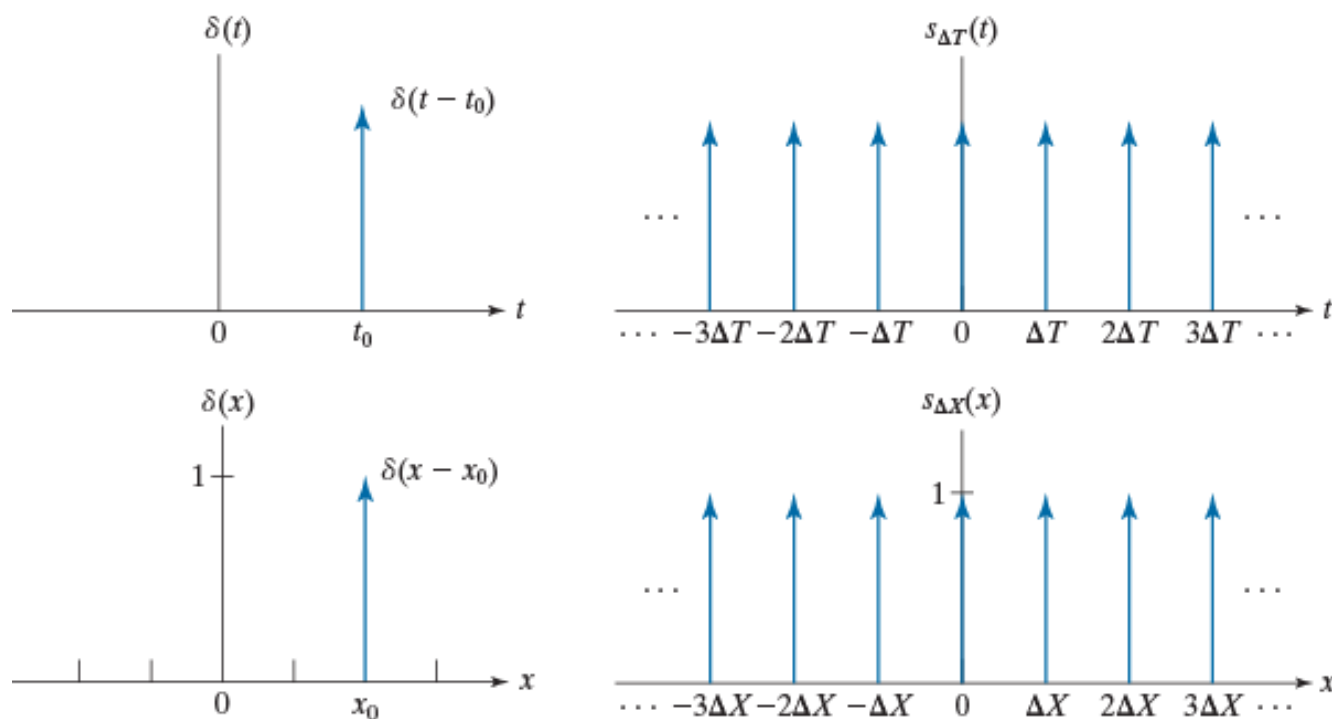 δ(t)
δ(t − t₀)
0 t₀ t
s_ΔT(t)
··· ···
··· −3ΔT −2ΔT −ΔT 0 ΔT 2ΔT 3ΔT ··· t
δ(x)
1
δ(x − x₀)
0 x₀ x
s_ΔX(x)
1
··· ···
··· −3ΔX −2ΔX −ΔX 0 ΔX 2ΔX 3ΔX ··· x